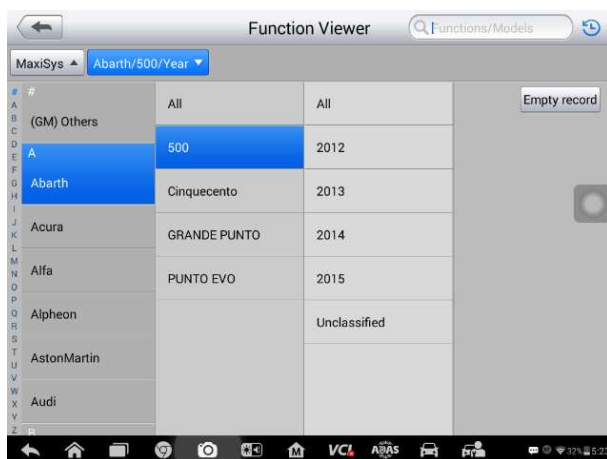 Function Viewer
Functions/Models
MaxiSys ▲
Abarth/500/Year ▼
#
A
B
C
D
E
F
G
H
I
J
K
L
M
N
O
P
Q
R
S
T
U
V
W
X
Y
Z
#
(GM) Others
A
Abarth
Acura
Alfa
Alpheon
AstonMartin
Audi
B
All
500
Cinquecento
GRANDE PUNTO
PUNTO EVO
All
2012
2013
2014
2015
Unclassified
Empty record
M
VCI
ADAS
32%